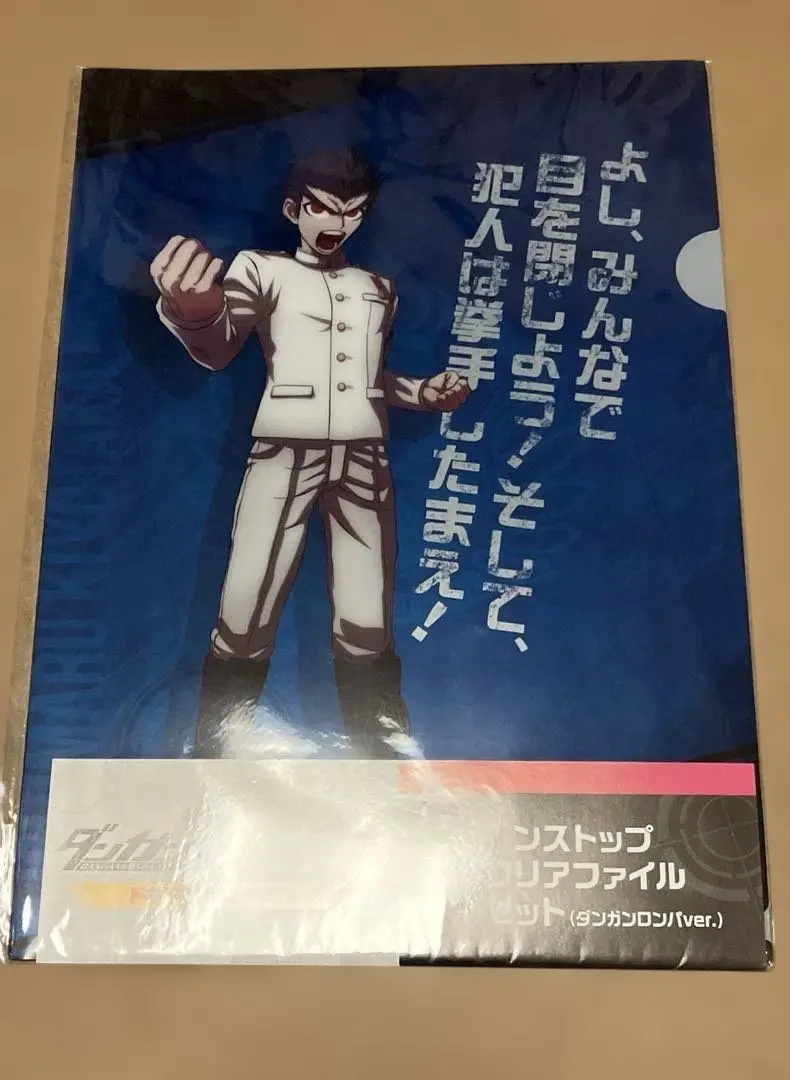 よし、みんなで
目を閉じよう!そして、
犯人は挙手したまえ!
ンストップ
クリアファイル
セット(ダンガンロンパver.)